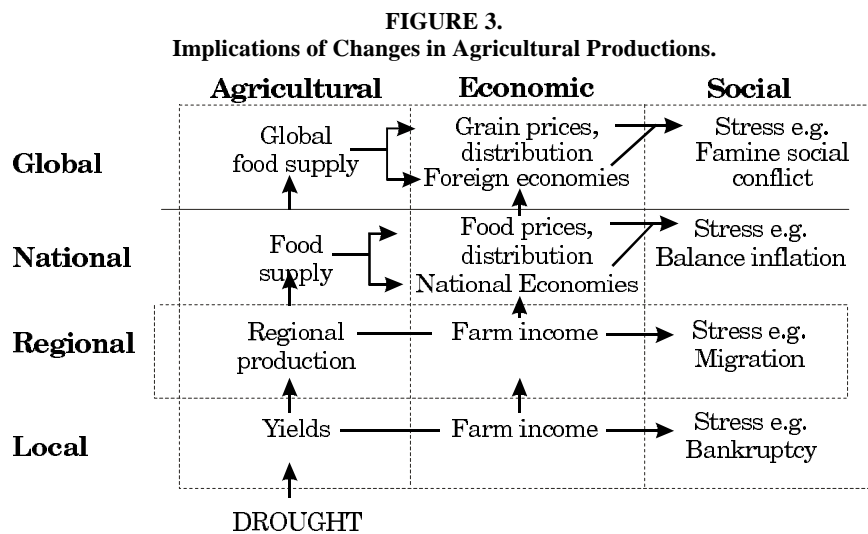 FIGURE 3.
Implications of Changes in Agricultural Productions.
Agricultural
Economic
Social
Global
Global
food supply
Grain prices,
distribution
Foreign economies
Stress e.g.
Famine social
conflict
National
Food
supply
Food prices,
distribution
National Economies
Stress e.g.
Balance inflation
Regional
Regional
production
Farm income
Stress e.g.
Migration
Local
Yields
Farm income
Stress e.g.
Bankruptcy
DROUGHT